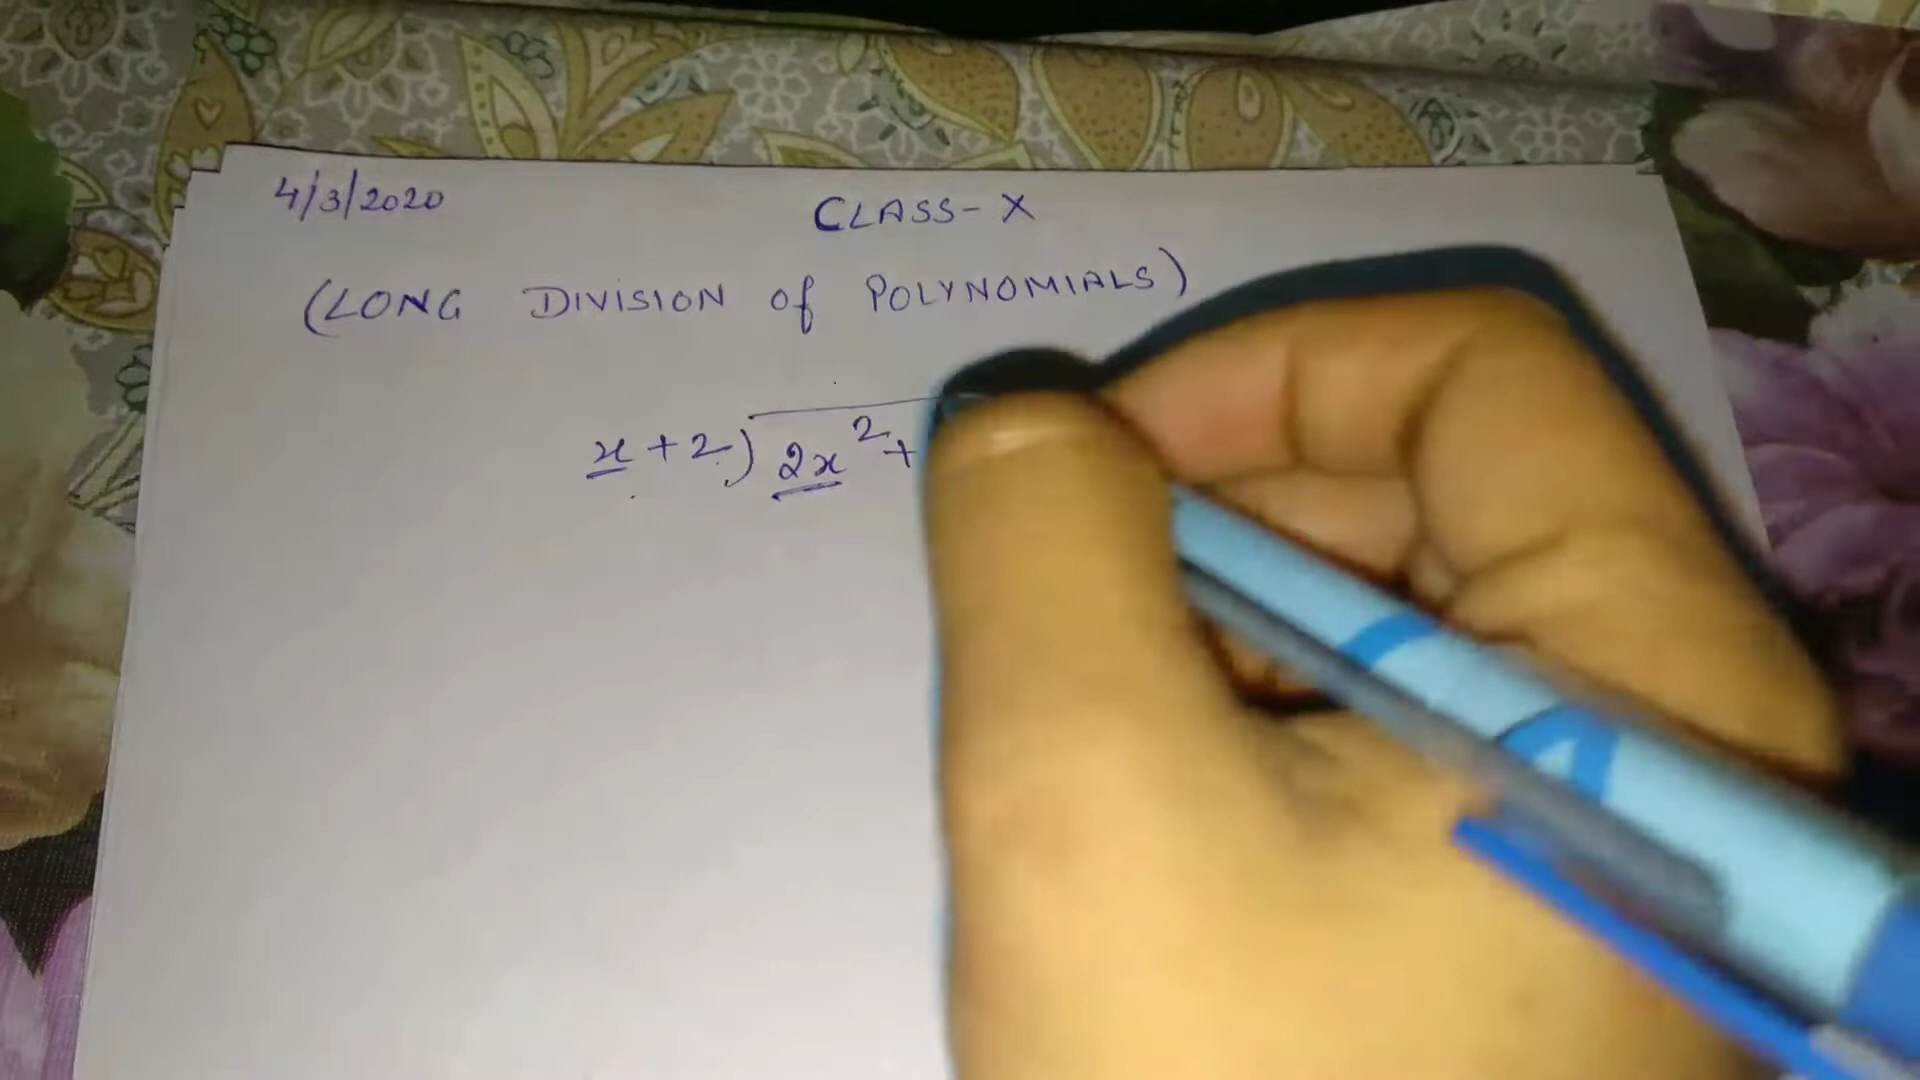 4/3/2020
CLASS-X
(LONG DIVISION of POLYNOMIALS)
x + 2) 2x² +